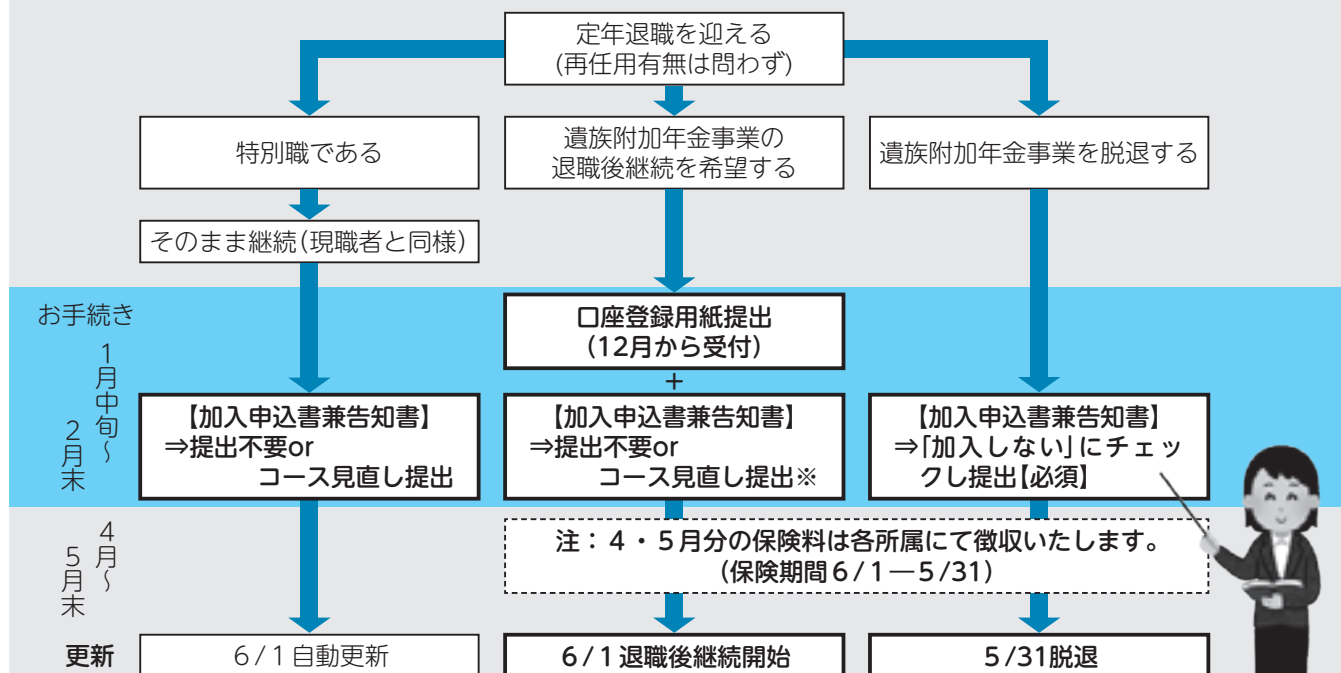 定年退職を迎える
(再任用有無は問わず)
特別職である
遺族附加年金事業の
退職後継続を希望する
遺族附加年金事業を脱退する
そのまま継続(現職者と同様)
お手続き
1月中旬～
2月末
口座登録用紙提出
(12月から受付)
+
【加入申込書兼告知書】
⇒提出不要or
コース見直し提出
【加入申込書兼告知書】
⇒提出不要or
コース見直し提出※
【加入申込書兼告知書】
⇒「加入しない」にチェッ
クし提出【必須】
4月～
5月末
注：4・5月分の保険料は各所属にて徴収いたします。
(保険期間6/1―5/31)
更新
6/1自動更新
6/1退職後継続開始
5/31脱退